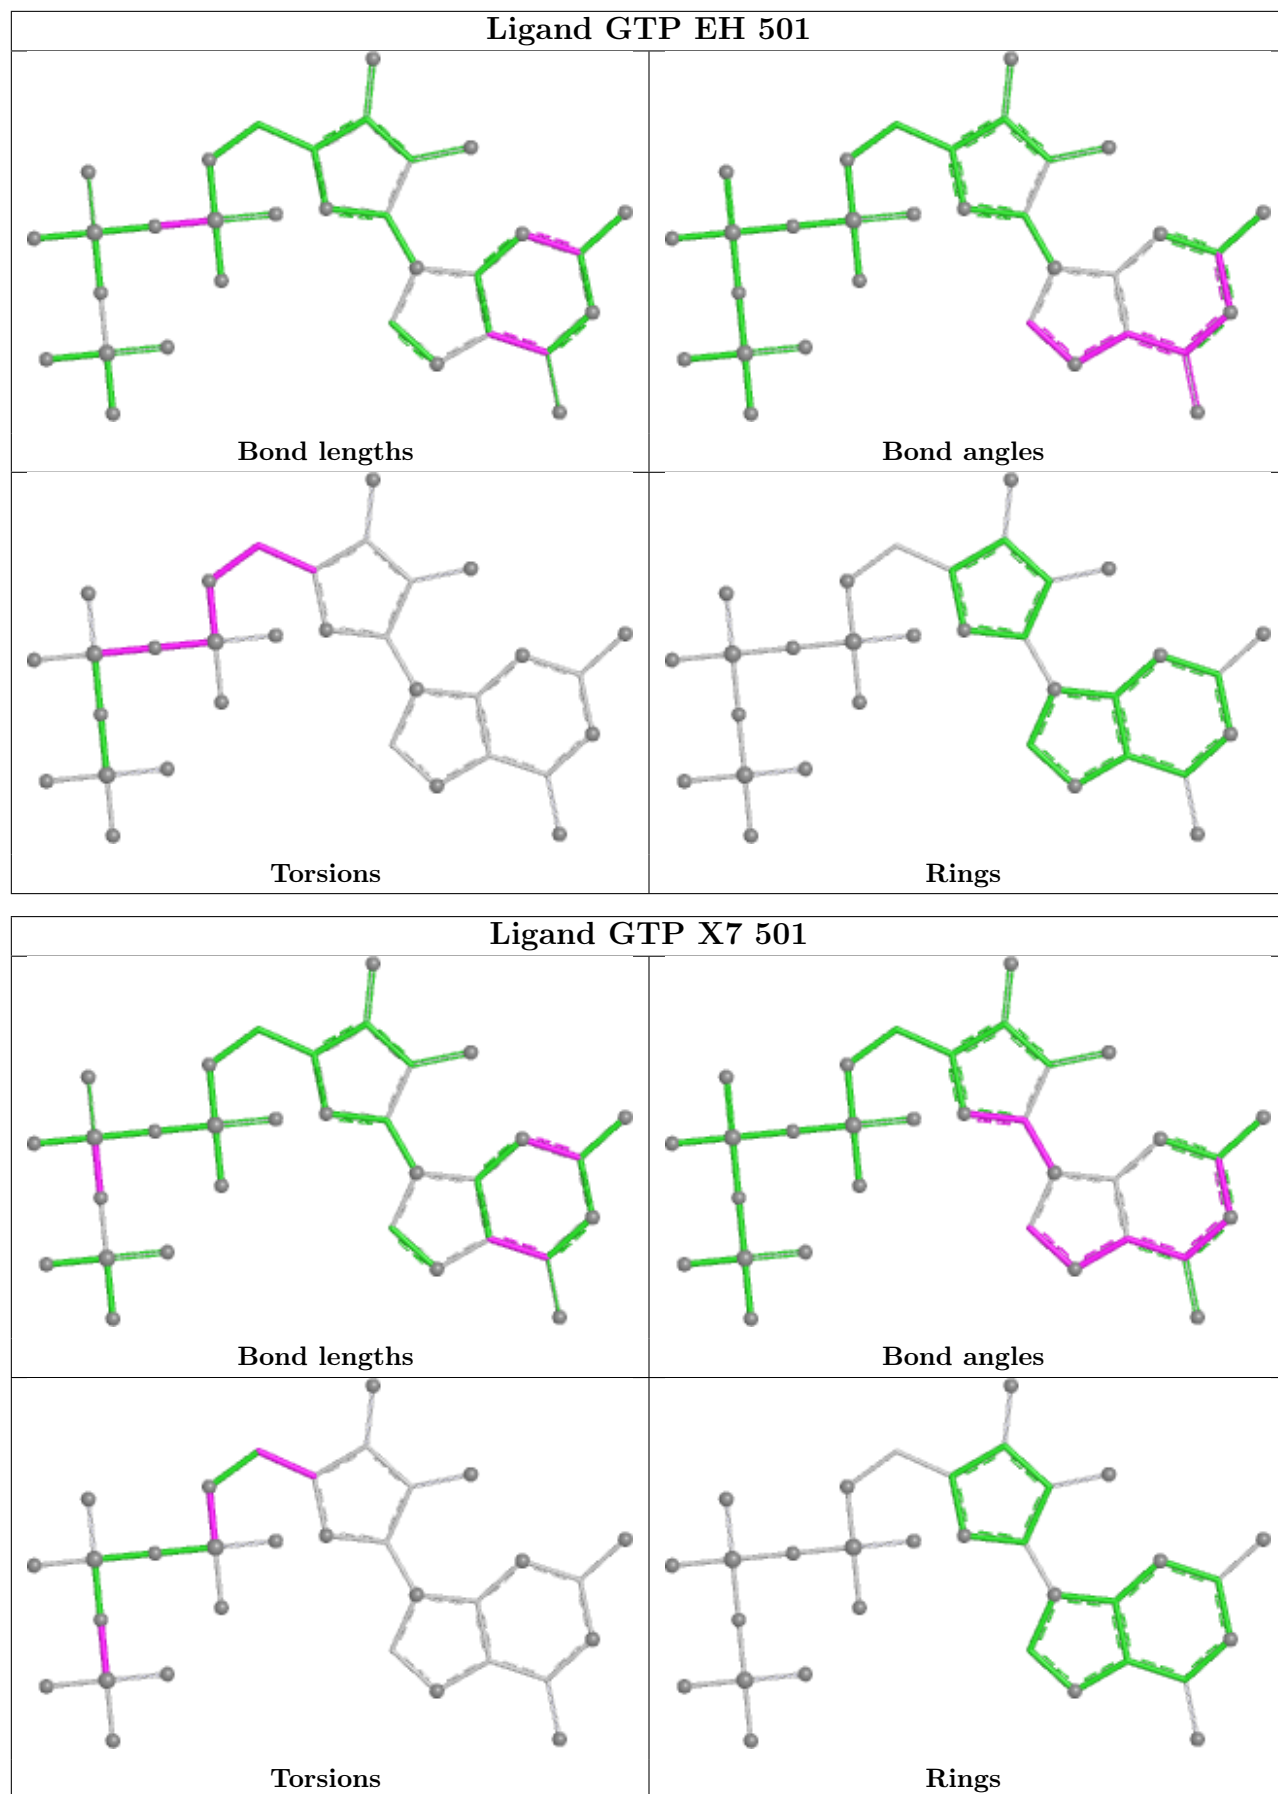 Ligand GTP EH 501
Bond lengths
Bond angles
Torsions
Rings
Ligand GTP X7 501
Bond lengths
Bond angles
Torsions
Rings